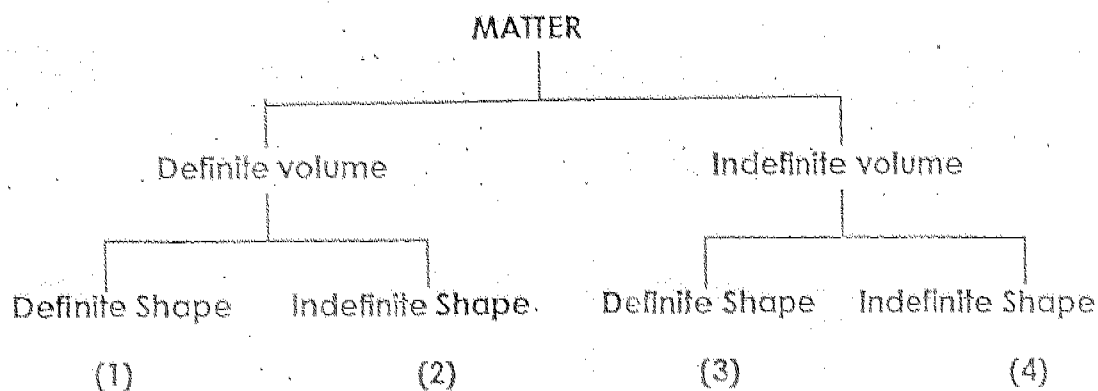 MATTER
Definite volume Indefinite volume
Definite Shape Indefinite Shape. Definite Shape Indefinite Shape
(1) (2) (3) (4)